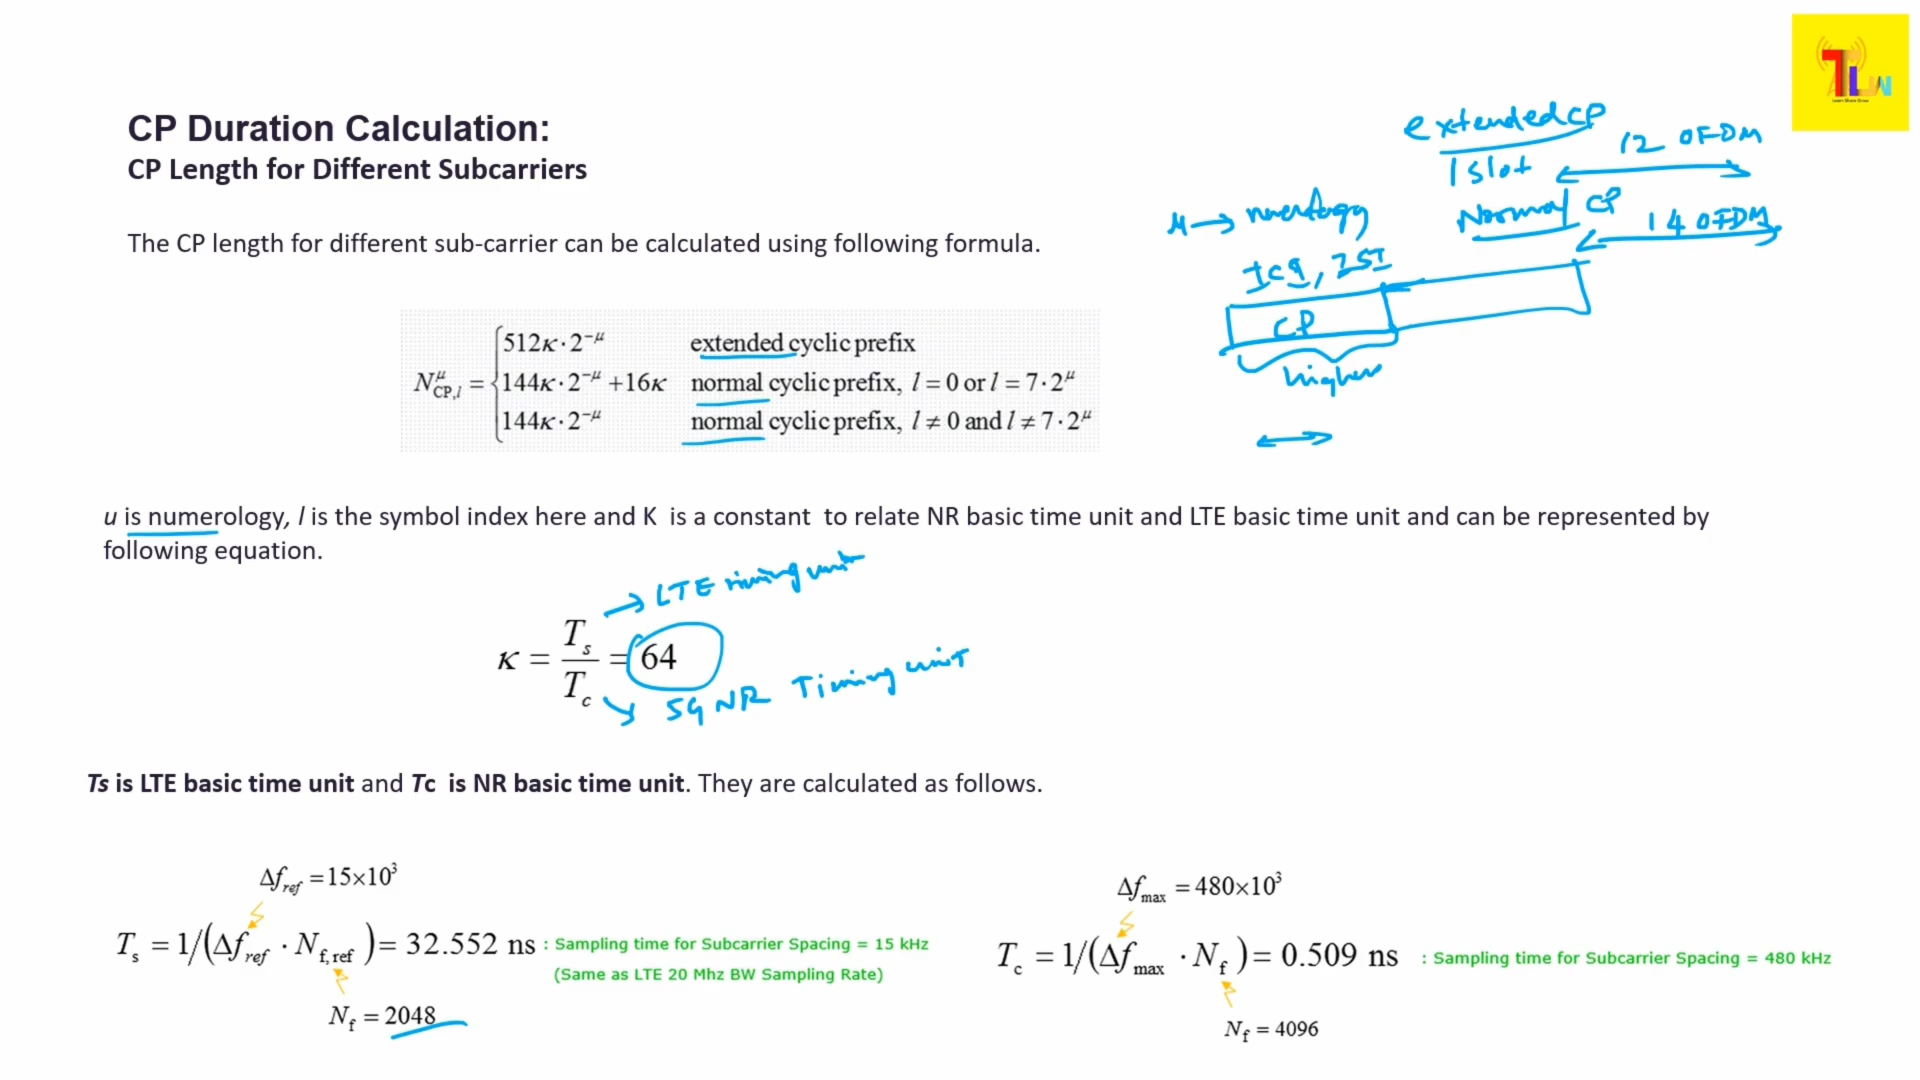 CP Duration Calculation:
CP Length for Different Subcarriers
The CP length for different sub-carrier can be calculated using following formula.
N^μ_CP,l = { 512κ·2^−μ extended cyclic prefix
144κ·2^−μ +16κ normal cyclic prefix, l = 0 or l = 7·2^μ
144κ·2^−μ normal cyclic prefix, l ≠ 0 and l ≠ 7·2^μ
extended CP
1 slot
12 OFDM
Normal CP
14 OFDM
μ →
ICI, ISI
CP
higher
u is numerology, l is the symbol index here and K is a constant to relate NR basic time unit and LTE basic time unit and can be represented by
following equation.
κ = T_s / T_c = 64
→ LTE timing unit
5G NR Timing unit
Ts is LTE basic time unit and Tc is NR basic time unit. They are calculated as follows.
Δf_ref = 15×10³
T_s = 1/(Δf_ref · N_f,ref) = 32.552 ns : Sampling time for Subcarrier Spacing = 15 kHz
(Same as LTE 20 Mhz BW Sampling Rate)
N_f = 2048
Δf_max = 480×10³
T_c = 1/(Δf_max · N_f) = 0.509 ns : Sampling time for Subcarrier Spacing = 480 kHz
N_f = 4096